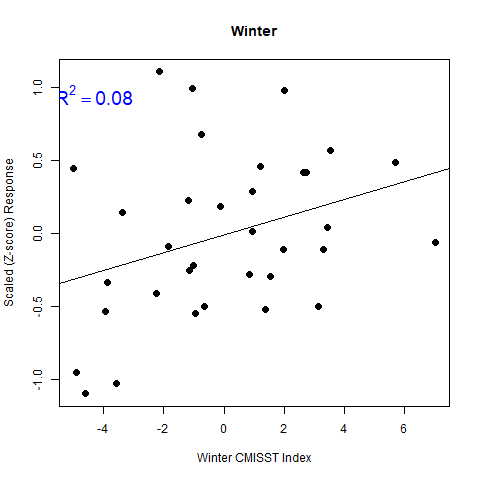 Winter
R² = 0.08
1.0
0.5
0.0
-0.5
-1.0
Scaled (Z-score) Response
-4 -2 0 2 4 6
Winter CMISST Index